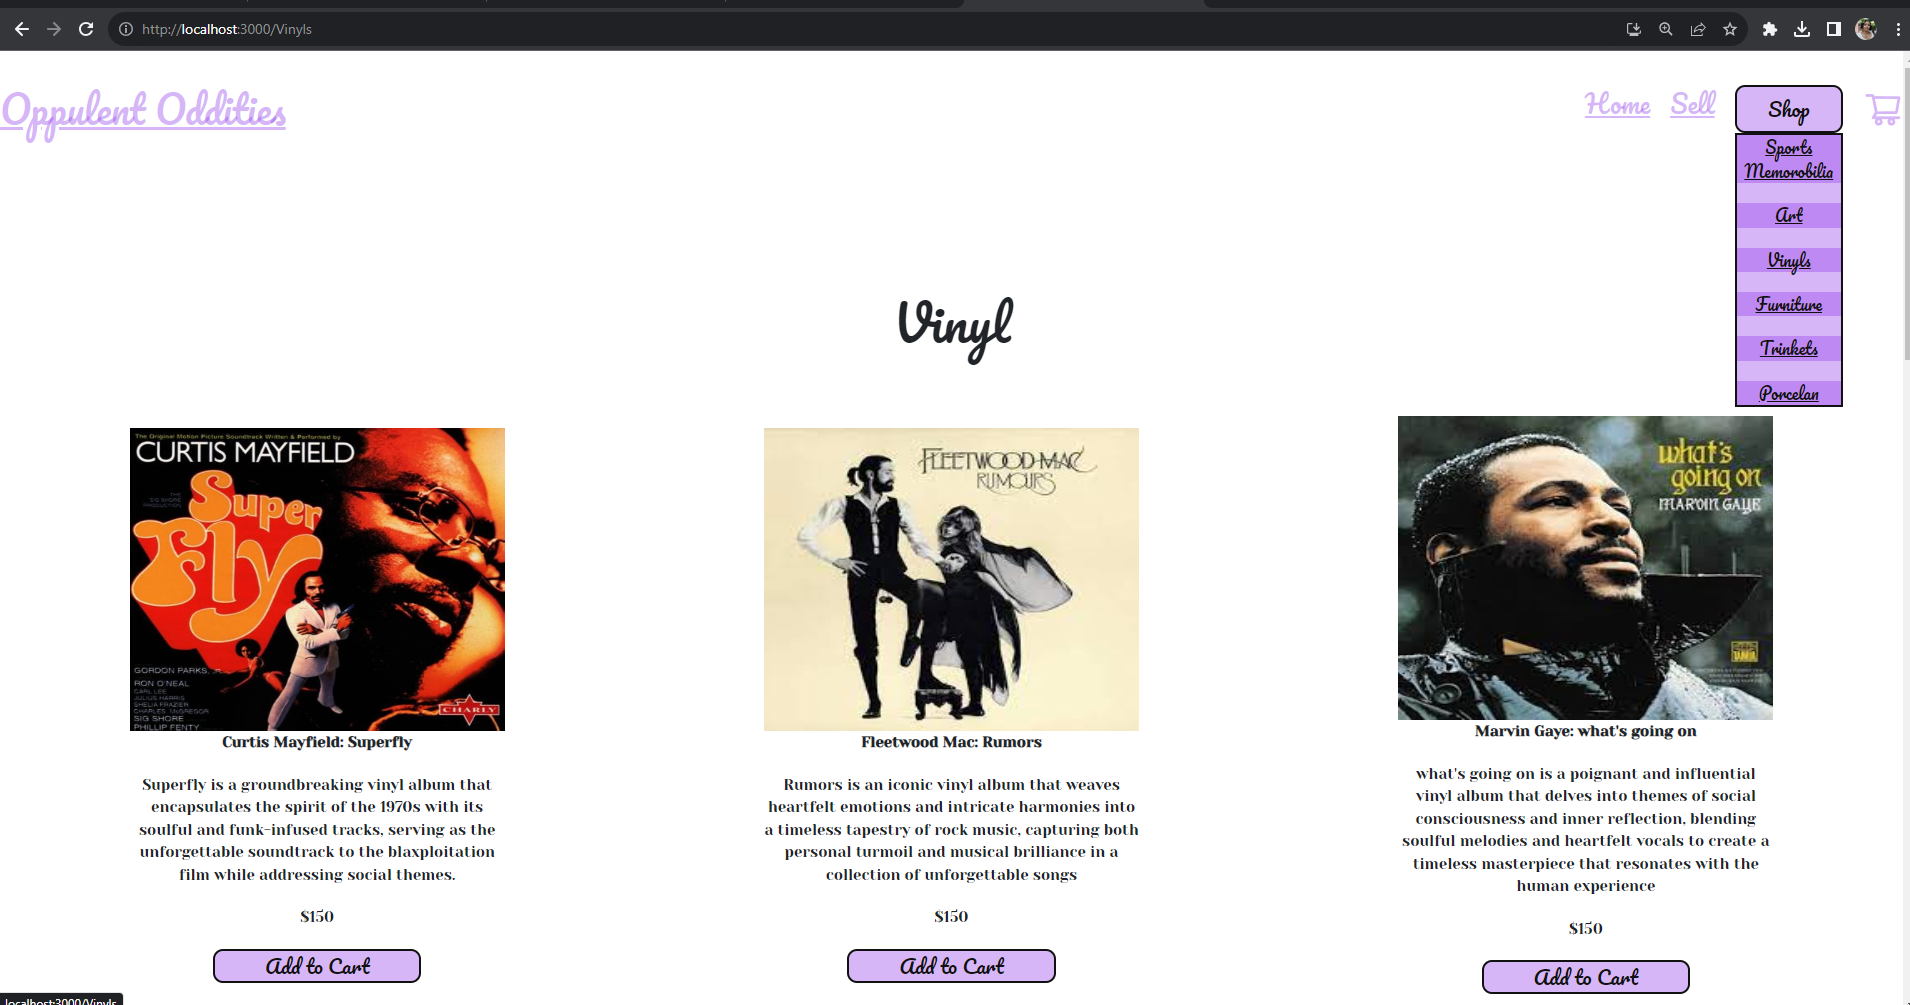 http://localhost:3000/Vinyls
Oppulent Oddities
Home
Sell
Shop
Sports
Memorobilia
Art
Vinyls
Furniture
Trinkets
Porcelan
Vinyl
The Original Motion Picture Soundtrack Written & Performed by
CURTIS MAYFIELD
THE
SIG SHORE
PRODUCTION
Super
Fly
GORDON PARKS, Jr.
RON O'NEAL
CARL LEE
JULIUS HARRIS
SHELIA FRAZIER
CHARLES McGREGOR
SIG SHORE
PHILLIP FENTY
CHARLY
Curtis Mayfield: Superfly
Superfly is a groundbreaking vinyl album that
encapsulates the spirit of the 1970s with its
soulful and funk-infused tracks, serving as the
unforgettable soundtrack to the blaxploitation
film while addressing social themes.
$150
Add to Cart
FLEETWOOD MAC
RUMOURS
Fleetwood Mac: Rumors
Rumors is an iconic vinyl album that weaves
heartfelt emotions and intricate harmonies into
a timeless tapestry of rock music, capturing both
personal turmoil and musical brilliance in a
collection of unforgettable songs
$150
Add to Cart
what's
going on
MARVIN GAYE
TAMLA
Marvin Gaye: what's going on
what's going on is a poignant and influential
vinyl album that delves into themes of social
consciousness and inner reflection, blending
soulful melodies and heartfelt vocals to create a
timeless masterpiece that resonates with the
human experience
$150
Add to Cart
localhost:3000/Vinyls